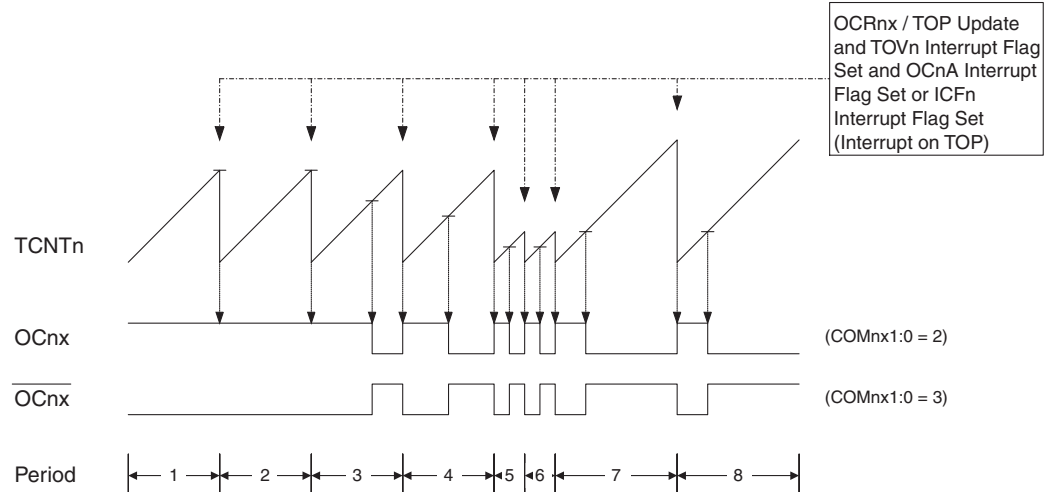 OCRnx / TOP Update
and TOVn Interrupt Flag
Set and OCnA Interrupt
Flag Set or ICFn
Interrupt Flag Set
(Interrupt on TOP)
TCNTn
OCnx
(COMnx1:0 = 2)
OCnx
(COMnx1:0 = 3)
Period
1 2 3 4 5 6 7 8